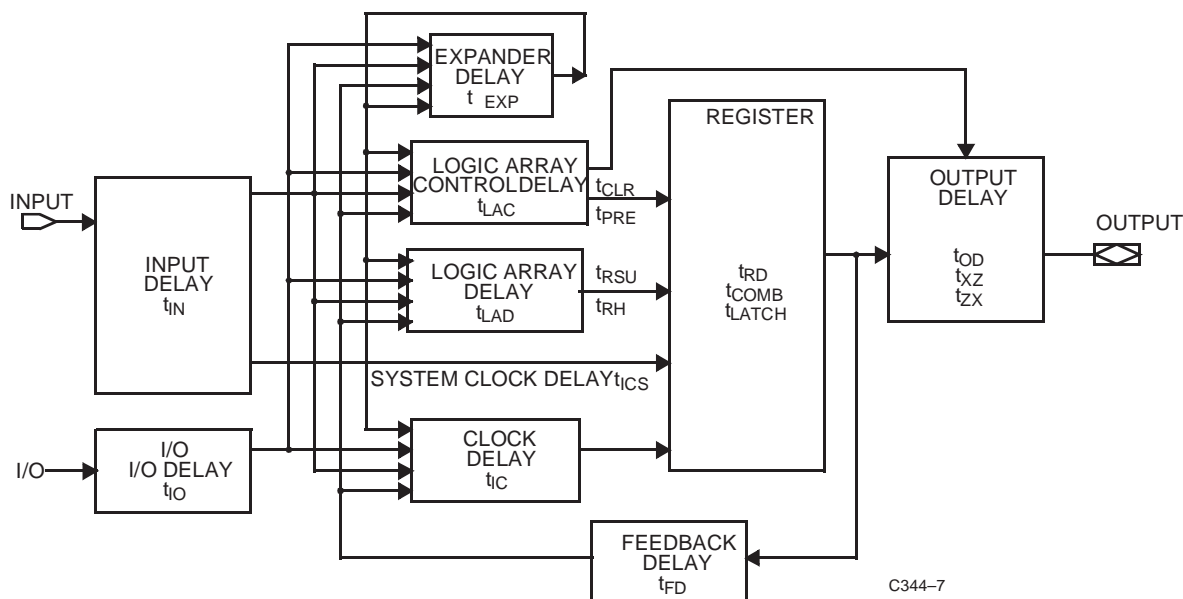 EXPANDER
DELAY
t EXP
REGISTER
LOGIC ARRAY
CONTROLDELAY
tLAC
tCLR
tPRE
OUTPUT
DELAY
tOD
tXZ
tZX
INPUT
OUTPUT
INPUT
DELAY
tIN
LOGIC ARRAY
DELAY
tLAD
tRSU
tRH
tRD
tCOMB
tLATCH
SYSTEM CLOCK DELAYtICS
I/O
I/O
I/O DELAY
tIO
CLOCK
DELAY
tIC
FEEDBACK
DELAY
tFD
C344–7